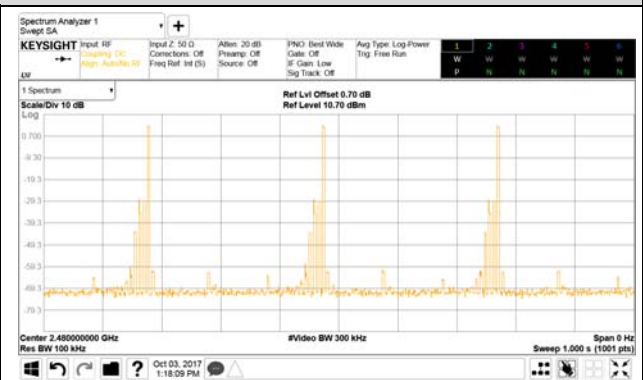 Spectrum Analyzer 1
Swept SA
+
KEYSIGHT
Input: RF
Coupling: DC
Align: Auto/No RF
Input Z: 50 Ω
Corrections: Off
Freq Ref: Int (S)
Atten: 20 dB
Preamp: Off
Source: Off
PNO: Best Wide
Gate: Off
IF Gain: Low
Sig Track: Off
Avg Type: Log-Power
Trig: Free Run
1 2 3 4 5 6
W W W W W W
P N N N N N
1 Spectrum
Scale/Div 10 dB
Ref Lvl Offset 0.70 dB
Ref Level 10.70 dBm
Log
0.700
-9.30
-19.3
-29.3
-39.3
-49.3
-59.3
-69.3
-79.3
Center 2.480000000 GHz
#Video BW 300 kHz
Span 0 Hz
Res BW 100 kHz
Sweep 1.000 s (1001 pts)
?
Oct 03, 2017
1:18:09 PM